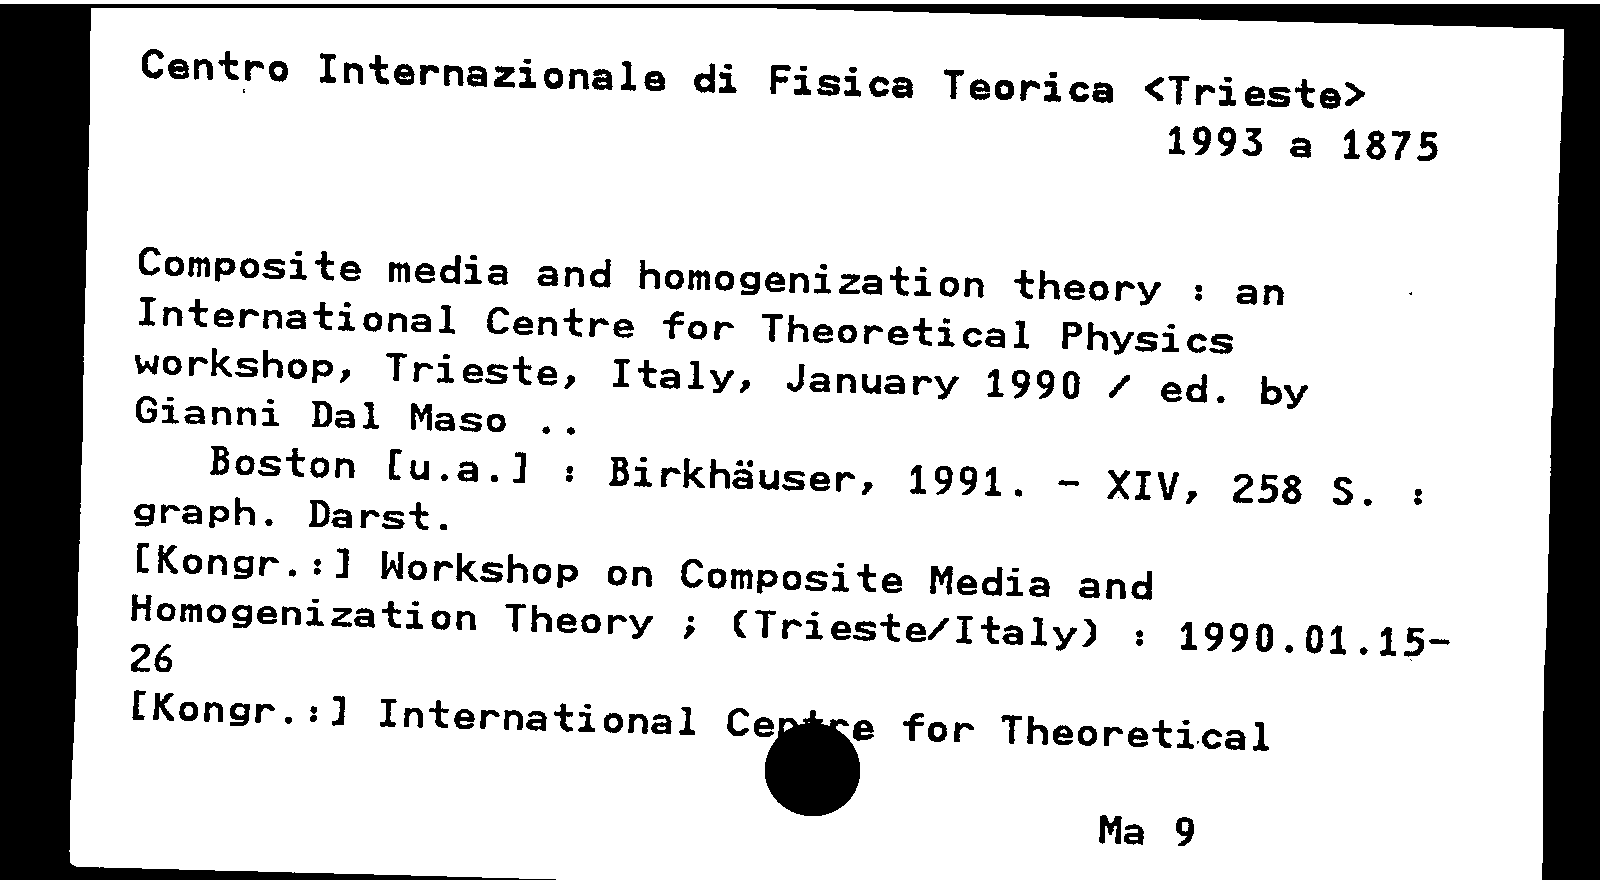 Centro Internazionale di Fisica Teorica <Trieste>
1993 a 1875
Composite media and homogenization theory : an
International Centre for Theoretical Physics
workshop, Trieste, Italy, January 1990 / ed. by
Gianni Dal Maso ..
Boston [u.a.] : Birkhäuser, 1991. - XIV, 258 S. :
graph. Darst.
[Kongr.:] Workshop on Composite Media and
Homogenization Theory ; (Trieste/Italy) : 1990.01.15-
26
[Kongr.:] International Centre for Theoretical
Ma 9